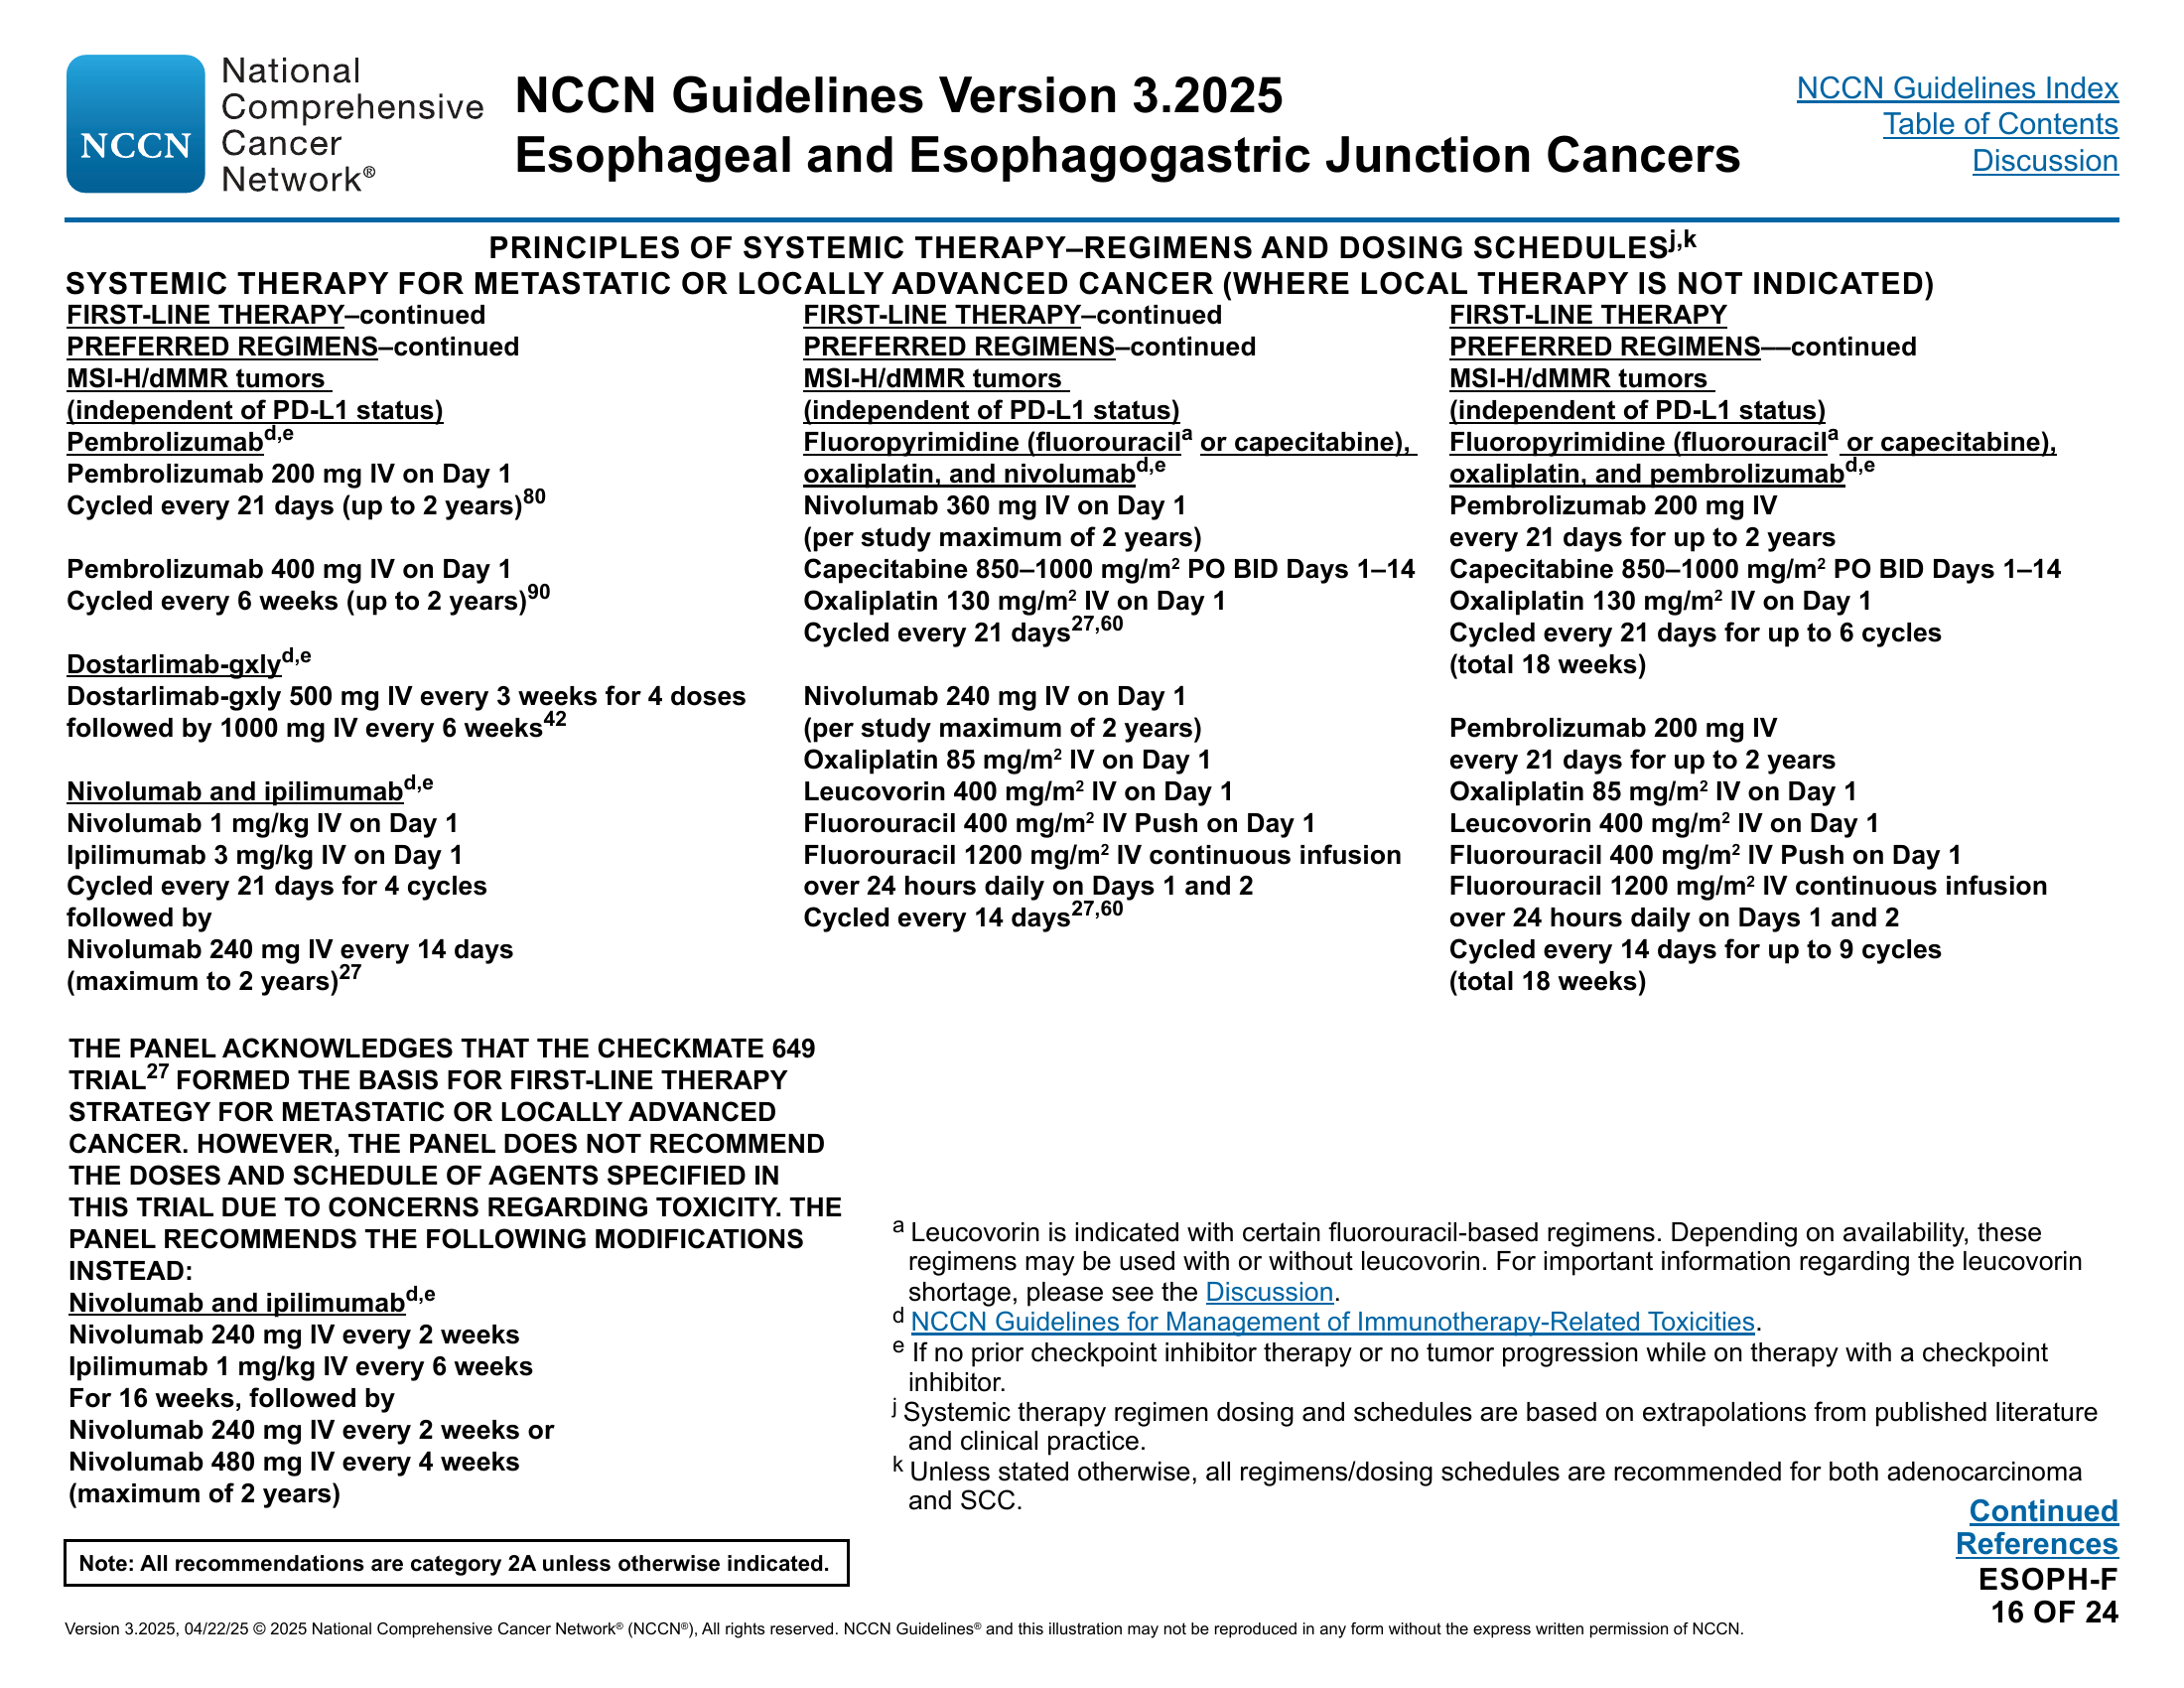 NCCN
National
Comprehensive
Cancer
Network®
NCCN Guidelines Version 3.2025
Esophageal and Esophagogastric Junction Cancers
NCCN Guidelines Index
Table of Contents
Discussion
PRINCIPLES OF SYSTEMIC THERAPY–REGIMENS AND DOSING SCHEDULESj,k
SYSTEMIC THERAPY FOR METASTATIC OR LOCALLY ADVANCED CANCER (WHERE LOCAL THERAPY IS NOT INDICATED)
FIRST-LINE THERAPY–continued
PREFERRED REGIMENS–continued
MSI-H/dMMR tumors
(independent of PD-L1 status)
Pembrolizumabd,e
Pembrolizumab 200 mg IV on Day 1
Cycled every 21 days (up to 2 years)80
Pembrolizumab 400 mg IV on Day 1
Cycled every 6 weeks (up to 2 years)90
Dostarlimab-gxlyd,e
Dostarlimab-gxly 500 mg IV every 3 weeks for 4 doses
followed by 1000 mg IV every 6 weeks42
Nivolumab and ipilimumabd,e
Nivolumab 1 mg/kg IV on Day 1
Ipilimumab 3 mg/kg IV on Day 1
Cycled every 21 days for 4 cycles
followed by
Nivolumab 240 mg IV every 14 days
(maximum to 2 years)27
THE PANEL ACKNOWLEDGES THAT THE CHECKMATE 649
TRIAL27 FORMED THE BASIS FOR FIRST-LINE THERAPY
STRATEGY FOR METASTATIC OR LOCALLY ADVANCED
CANCER. HOWEVER, THE PANEL DOES NOT RECOMMEND
THE DOSES AND SCHEDULE OF AGENTS SPECIFIED IN
THIS TRIAL DUE TO CONCERNS REGARDING TOXICITY. THE
PANEL RECOMMENDS THE FOLLOWING MODIFICATIONS
INSTEAD:
Nivolumab and ipilimumabd,e
Nivolumab 240 mg IV every 2 weeks
Ipilimumab 1 mg/kg IV every 6 weeks
For 16 weeks, followed by
Nivolumab 240 mg IV every 2 weeks or
Nivolumab 480 mg IV every 4 weeks
(maximum of 2 years)
FIRST-LINE THERAPY–continued
PREFERRED REGIMENS–continued
MSI-H/dMMR tumors
(independent of PD-L1 status)
Fluoropyrimidine (fluorouracila or capecitabine),
oxaliplatin, and nivolumabd,e
Nivolumab 360 mg IV on Day 1
(per study maximum of 2 years)
Capecitabine 850–1000 mg/m² PO BID Days 1–14
Oxaliplatin 130 mg/m² IV on Day 1
Cycled every 21 days27,60
Nivolumab 240 mg IV on Day 1
(per study maximum of 2 years)
Oxaliplatin 85 mg/m² IV on Day 1
Leucovorin 400 mg/m² IV on Day 1
Fluorouracil 400 mg/m² IV Push on Day 1
Fluorouracil 1200 mg/m² IV continuous infusion
over 24 hours daily on Days 1 and 2
Cycled every 14 days27,60
FIRST-LINE THERAPY
PREFERRED REGIMENS—continued
MSI-H/dMMR tumors
(independent of PD-L1 status)
Fluoropyrimidine (fluorouracila or capecitabine),
oxaliplatin, and pembrolizumabd,e
Pembrolizumab 200 mg IV
every 21 days for up to 2 years
Capecitabine 850–1000 mg/m² PO BID Days 1–14
Oxaliplatin 130 mg/m² IV on Day 1
Cycled every 21 days for up to 6 cycles
(total 18 weeks)
Pembrolizumab 200 mg IV
every 21 days for up to 2 years
Oxaliplatin 85 mg/m² IV on Day 1
Leucovorin 400 mg/m² IV on Day 1
Fluorouracil 400 mg/m² IV Push on Day 1
Fluorouracil 1200 mg/m² IV continuous infusion
over 24 hours daily on Days 1 and 2
Cycled every 14 days for up to 9 cycles
(total 18 weeks)
a Leucovorin is indicated with certain fluorouracil-based regimens. Depending on availability, these
regimens may be used with or without leucovorin. For important information regarding the leucovorin
shortage, please see the Discussion.
d NCCN Guidelines for Management of Immunotherapy-Related Toxicities.
e If no prior checkpoint inhibitor therapy or no tumor progression while on therapy with a checkpoint
inhibitor.
j Systemic therapy regimen dosing and schedules are based on extrapolations from published literature
and clinical practice.
k Unless stated otherwise, all regimens/dosing schedules are recommended for both adenocarcinoma
and SCC.
Continued
References
ESOPH-F
16 OF 24
Note: All recommendations are category 2A unless otherwise indicated.
Version 3.2025, 04/22/25 © 2025 National Comprehensive Cancer Network® (NCCN®), All rights reserved. NCCN Guidelines® and this illustration may not be reproduced in any form without the express written permission of NCCN.